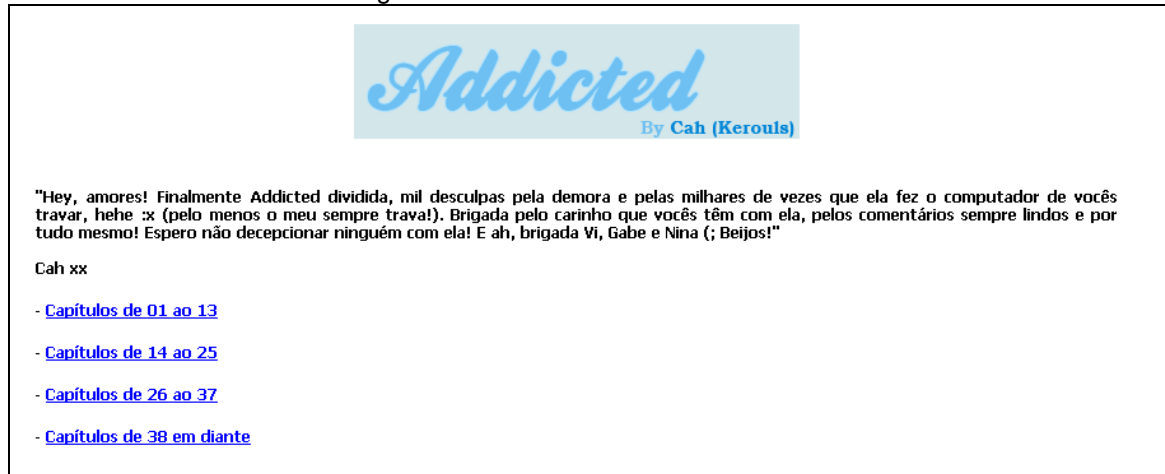 Addicted
By Cah (Kerouls)
"Hey, amores! Finalmente Addicted dividida, mil desculpas pela demora e pelas milhares de vezes que ela fez o computador de vocês
travar, hehe :x (pelo menos o meu sempre trava!). Brigada pelo carinho que vocês têm com ela, pelos comentários sempre lindos e por
tudo mesmo! Espero não decepcionar ninguém com ela! E ah, brigada Vi, Gabe e Nina (; Beijos!"
Cah xx
- Capítulos de 01 ao 13
- Capítulos de 14 ao 25
- Capítulos de 26 ao 37
- Capítulos de 38 em diante